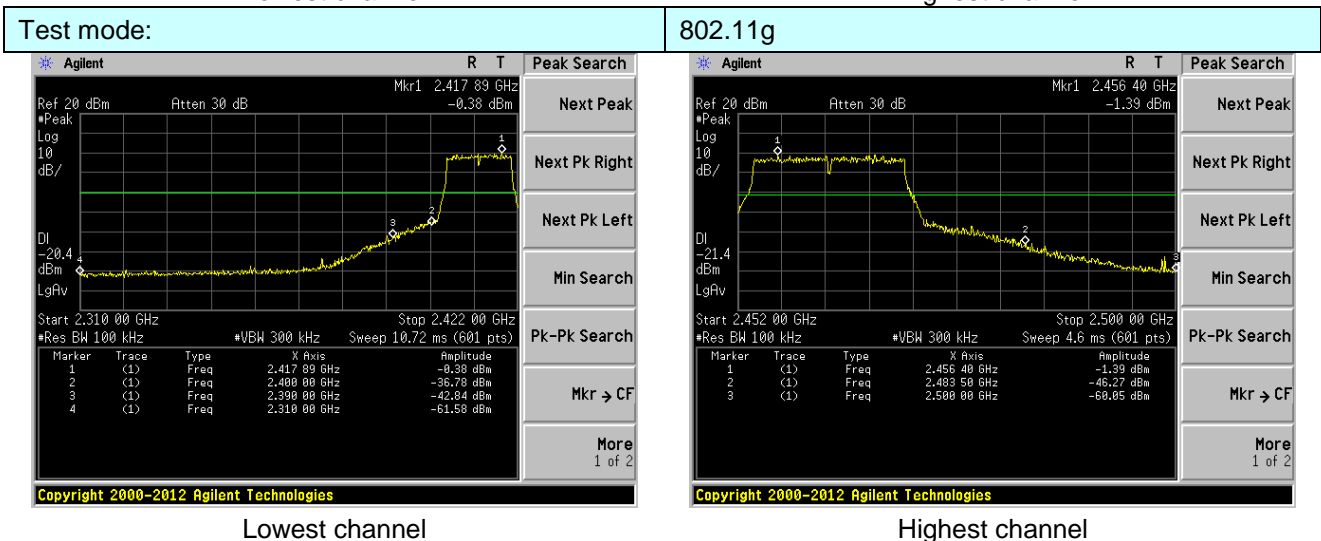 Test mode: 802.11g
Agilent R T Peak Search
Mkr1 2.417 89 GHz
Ref 20 dBm Atten 30 dB -0.38 dBm
#Peak
Log
10
dB/
1
2
3
4
DI
-20.4
dBm
LgAv
Start 2.310 00 GHz Stop 2.422 00 GHz
#Res BW 100 kHz #VBW 300 kHz Sweep 10.72 ms (601 pts)
Marker Trace Type X Axis Amplitude
1 (1) Freq 2.417 89 GHz -0.38 dBm
2 (1) Freq 2.400 00 GHz -36.78 dBm
3 (1) Freq 2.390 00 GHz -42.84 dBm
4 (1) Freq 2.310 00 GHz -61.58 dBm
Next Peak
Next Pk Right
Next Pk Left
Min Search
Pk-Pk Search
Mkr → CF
More
1 of 2
Copyright 2000-2012 Agilent Technologies
Lowest channel
Agilent R T Peak Search
Mkr1 2.456 40 GHz
Ref 20 dBm Atten 30 dB -1.39 dBm
#Peak
Log
10
dB/
1
2
3
DI
-21.4
dBm
LgAv
Start 2.452 00 GHz Stop 2.500 00 GHz
#Res BW 100 kHz #VBW 300 kHz Sweep 4.6 ms (601 pts)
Marker Trace Type X Axis Amplitude
1 (1) Freq 2.456 40 GHz -1.39 dBm
2 (1) Freq 2.483 50 GHz -46.27 dBm
3 (1) Freq 2.500 00 GHz -60.05 dBm
Next Peak
Next Pk Right
Next Pk Left
Min Search
Pk-Pk Search
Mkr → CF
More
1 of 2
Copyright 2000-2012 Agilent Technologies
Highest channel